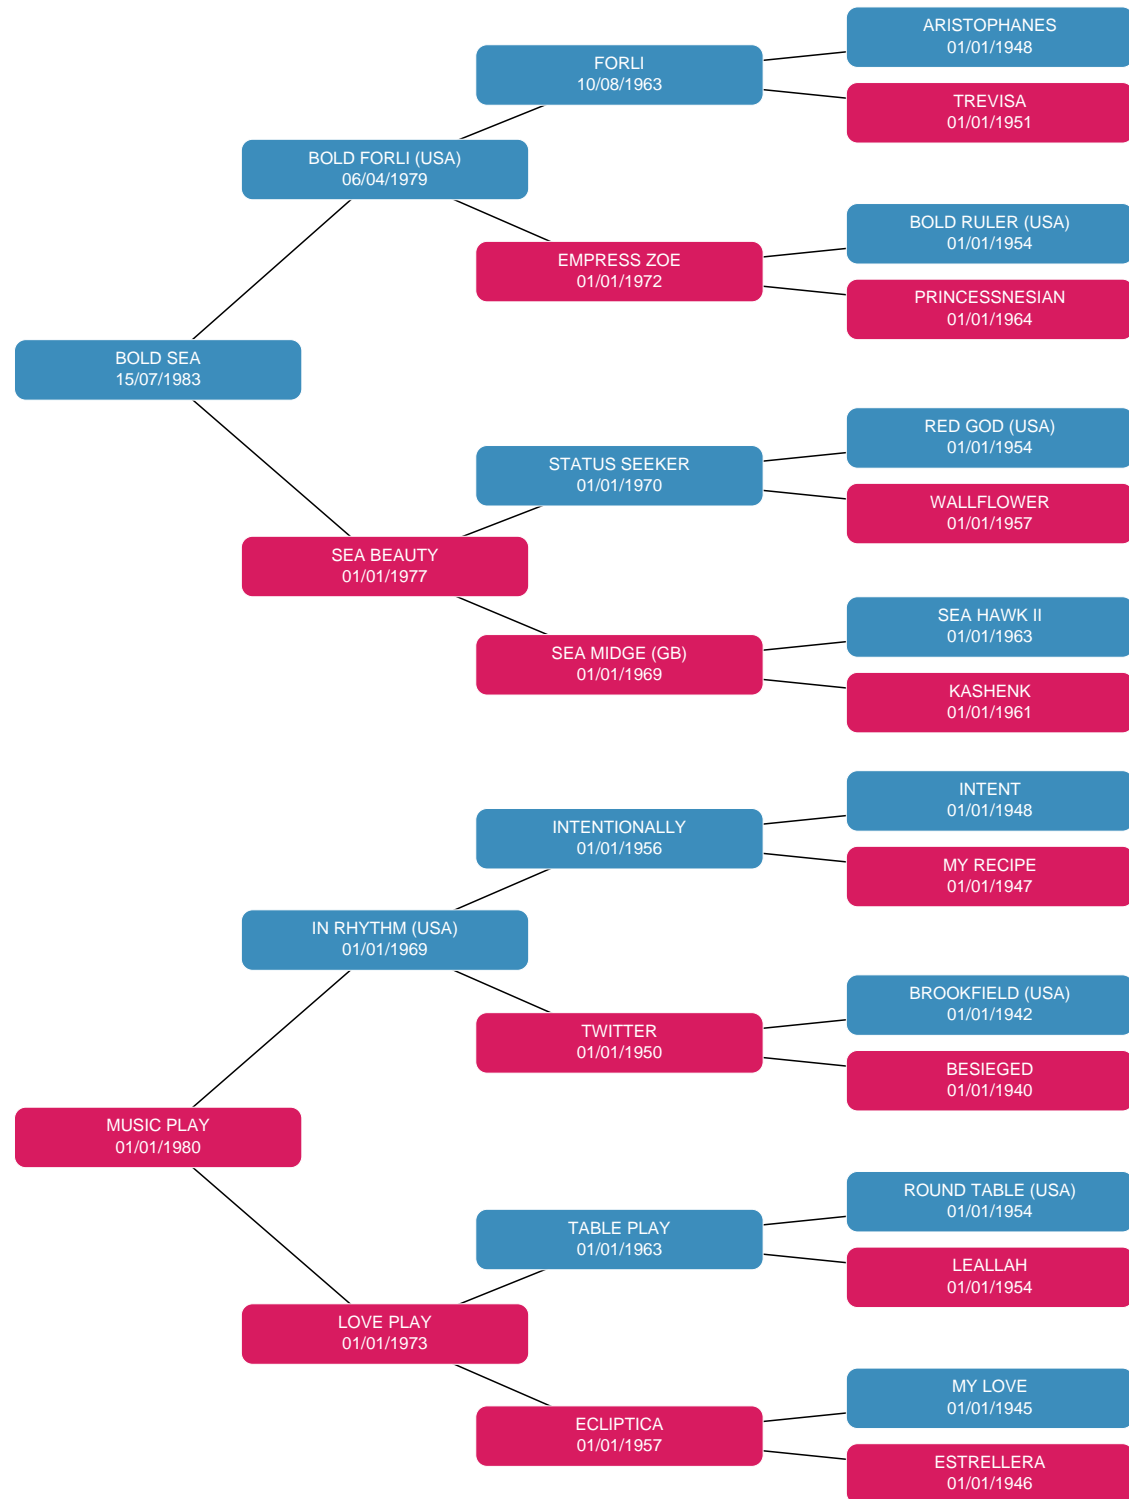 ARISTOPHANES
01/01/1948
FORLI
10/08/1963
TREVISA
01/01/1951
BOLD FORLI (USA)
06/04/1979
BOLD RULER (USA)
01/01/1954
EMPRESS ZOE
01/01/1972
PRINCESSNESIAN
01/01/1964
BOLD SEA
15/07/1983
RED GOD (USA)
01/01/1954
STATUS SEEKER
01/01/1970
WALLFLOWER
01/01/1957
SEA BEAUTY
01/01/1977
SEA HAWK II
01/01/1963
SEA MIDGE (GB)
01/01/1969
KASHENK
01/01/1961
INTENT
01/01/1948
INTENTIONALLY
01/01/1956
MY RECIPE
01/01/1947
IN RHYTHM (USA)
01/01/1969
BROOKFIELD (USA)
01/01/1942
TWITTER
01/01/1950
BESIEGED
01/01/1940
MUSIC PLAY
01/01/1980
ROUND TABLE (USA)
01/01/1954
TABLE PLAY
01/01/1963
LEALLAH
01/01/1954
LOVE PLAY
01/01/1973
MY LOVE
01/01/1945
ECLIPTICA
01/01/1957
ESTRELLERA
01/01/1946